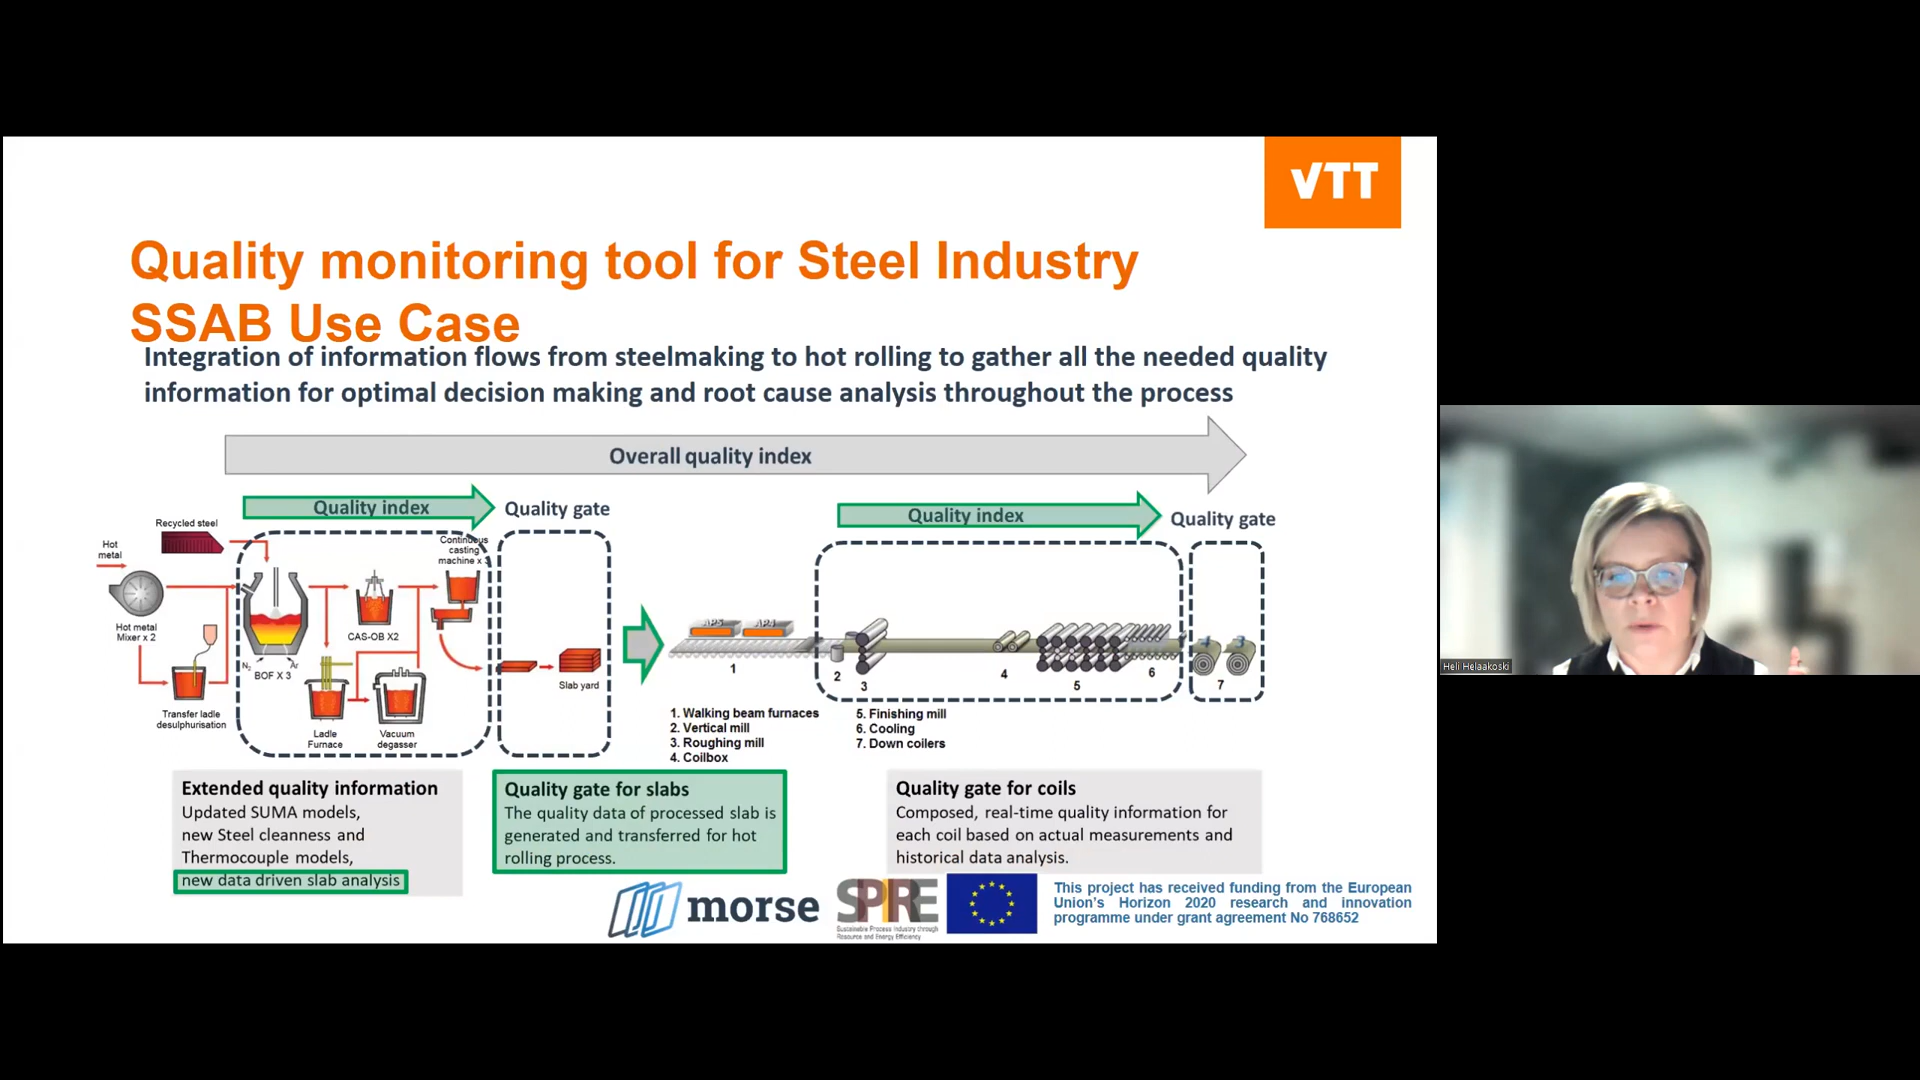 VTT
Quality monitoring tool for Steel Industry
SSAB Use Case
Integration of information flows from steelmaking to hot rolling to gather all the needed quality
information for optimal decision making and root cause analysis throughout the process
Overall quality index
Quality index
Quality gate
Quality index
Quality gate
Recycled steel
Hot
metal
Continuous
casting
machine x 3
Hot metal
Mixer x 2
CAS-OB X2
N2
Ar
BOF X 3
Slab yard
Transfer ladle
desulphurisation
Ladle
Furnace
Vacuum
degasser
AP5
AP4
1
2
3
4
5
6
7
1. Walking beam furnaces
2. Vertical mill
3. Roughing mill
4. Coilbox
5. Finishing mill
6. Cooling
7. Down coilers
Extended quality information
Updated SUMA models,
new Steel cleanness and
Thermocouple models,
new data driven slab analysis
Quality gate for slabs
The quality data of processed slab is
generated and transferred for hot
rolling process.
Quality gate for coils
Composed, real-time quality information for
each coil based on actual measurements and
historical data analysis.
morse
SPIRE
Sustainable Process Industry through
Resource and Energy Efficiency
This project has received funding from the European
Union's Horizon 2020 research and innovation
programme under grant agreement No 768652
Heli Helaakoski